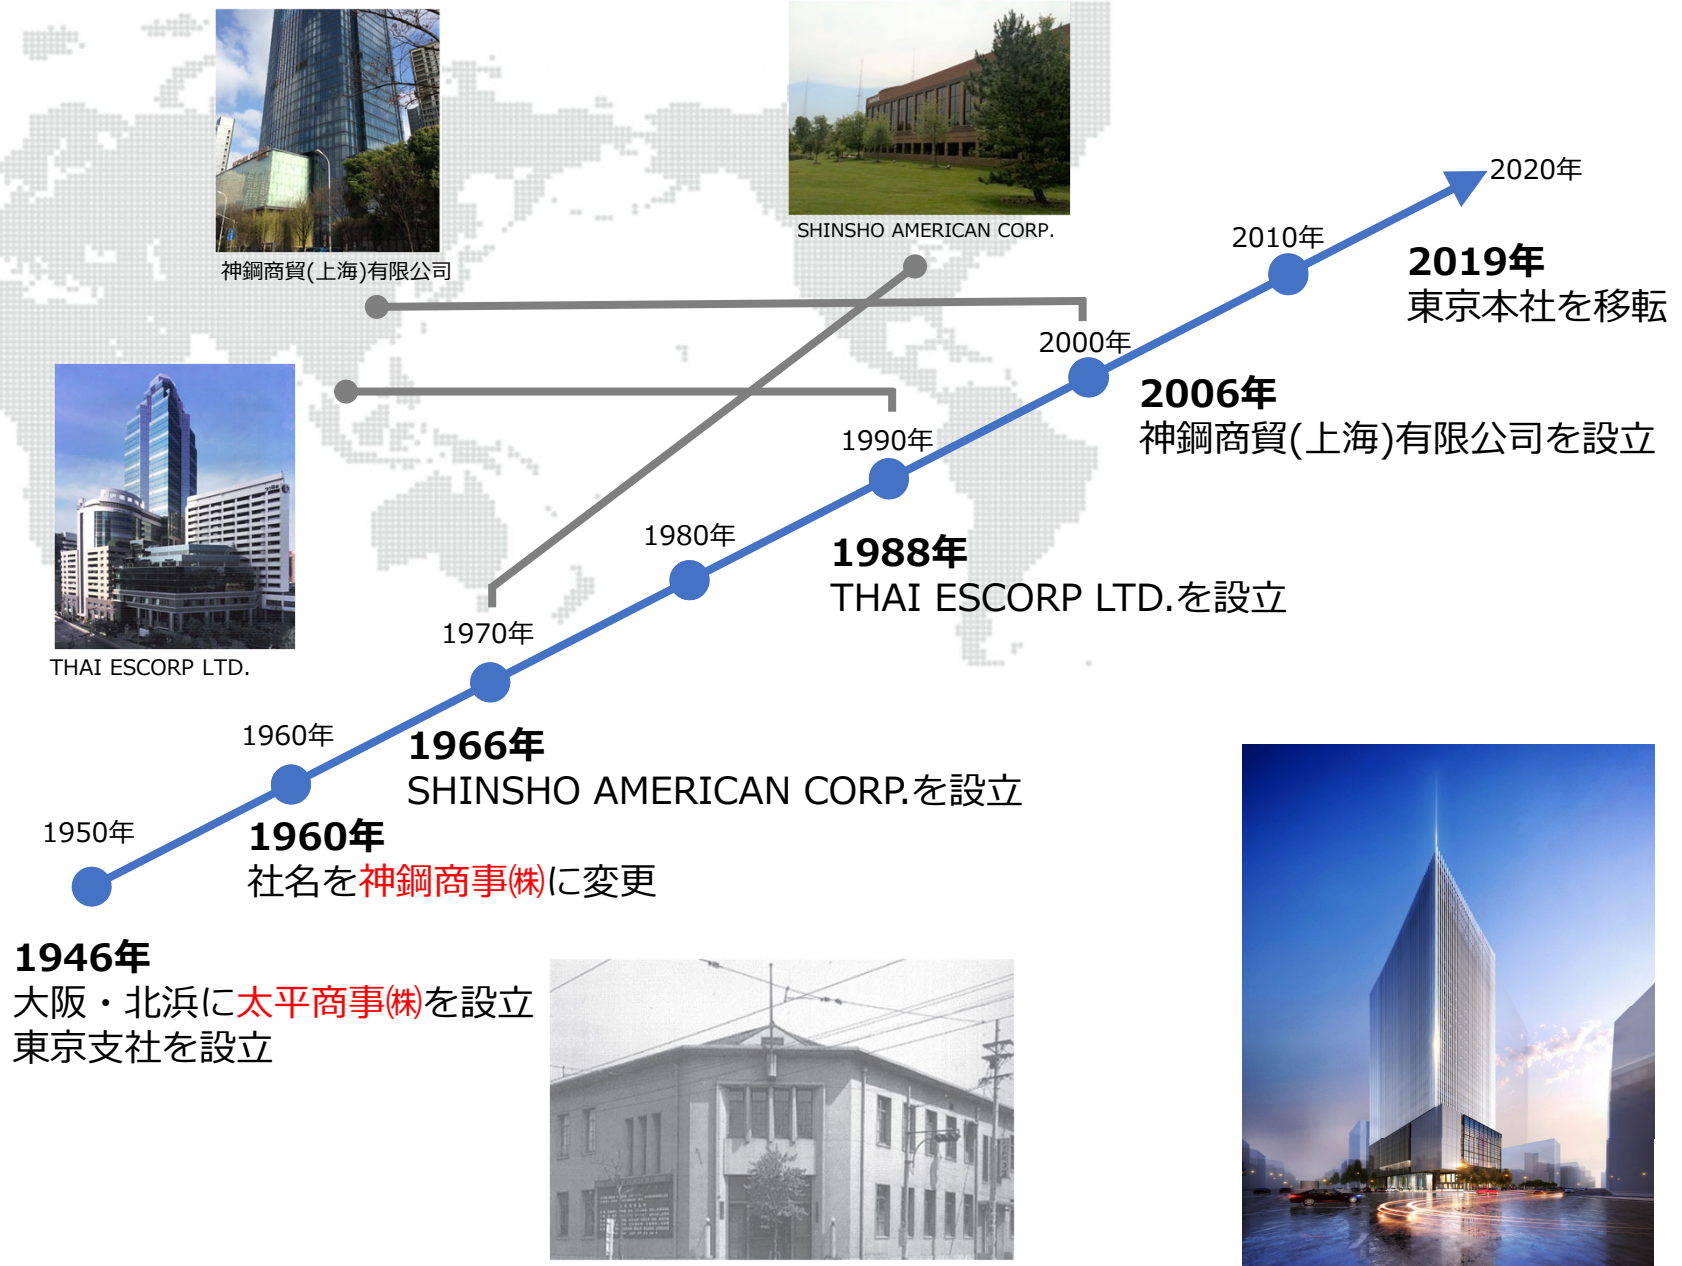 神鋼商貿(上海)有限公司
SHINSHO AMERICAN CORP.
THAI ESCORP LTD.
2020年
2010年
2000年
1990年
1980年
1970年
1960年
1950年
2019年
東京本社を移転
2006年
神鋼商貿(上海)有限公司を設立
1988年
THAI ESCORP LTD.を設立
1966年
SHINSHO AMERICAN CORP.を設立
1960年
社名を神鋼商事㈱に変更
1946年
大阪・北浜に太平商事㈱を設立
東京支社を設立